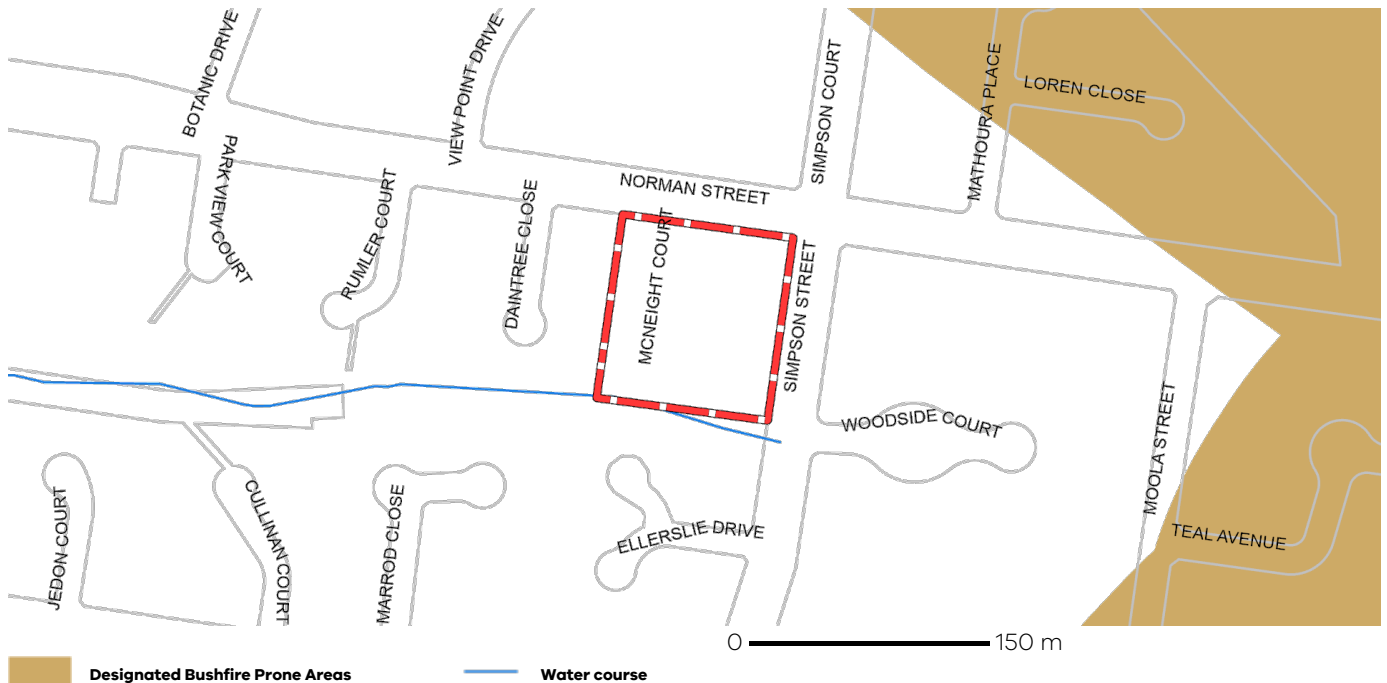 BOTANIC DRIVE
VIEW POINT DRIVE
SIMPSON COURT
MATHOURA PLACE
LOREN CLOSE
PARK VIEW COURT
RUMLER COURT
DAINTREE CLOSE
NORMAN STREET
MCNEIGHT COURT
SIMPSON STREET
WOODSIDE COURT
MOOLA STREET
JEDON COURT
CULLINAN COURT
MARROD CLOSE
ELLERSLIE DRIVE
TEAL AVENUE
0 150 m
Designated Bushfire Prone Areas
Water course